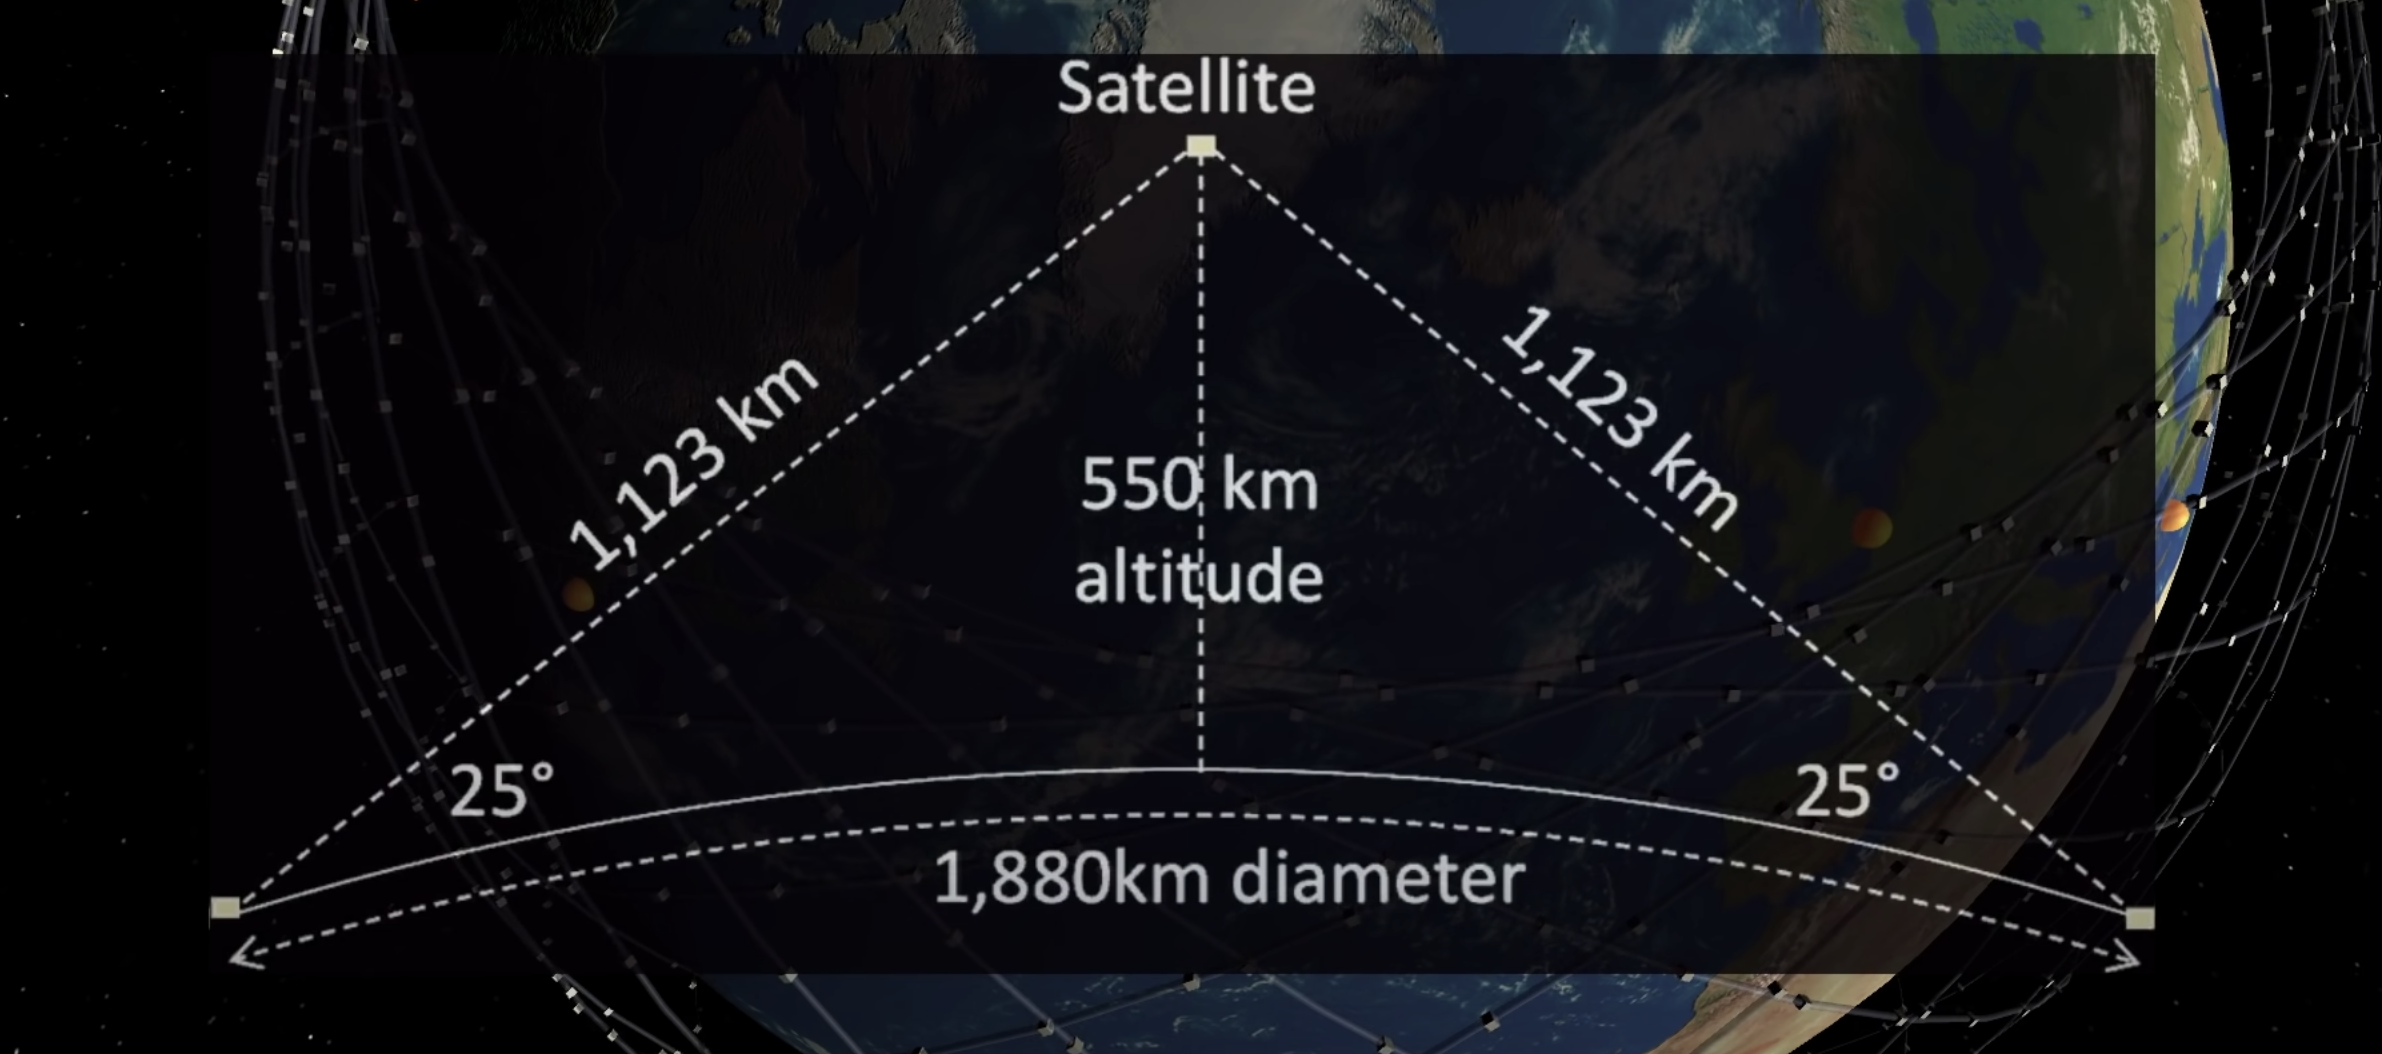 Satellite
1,123 km
1,123 km
550 km
altitude
25°
25°
1,880km diameter